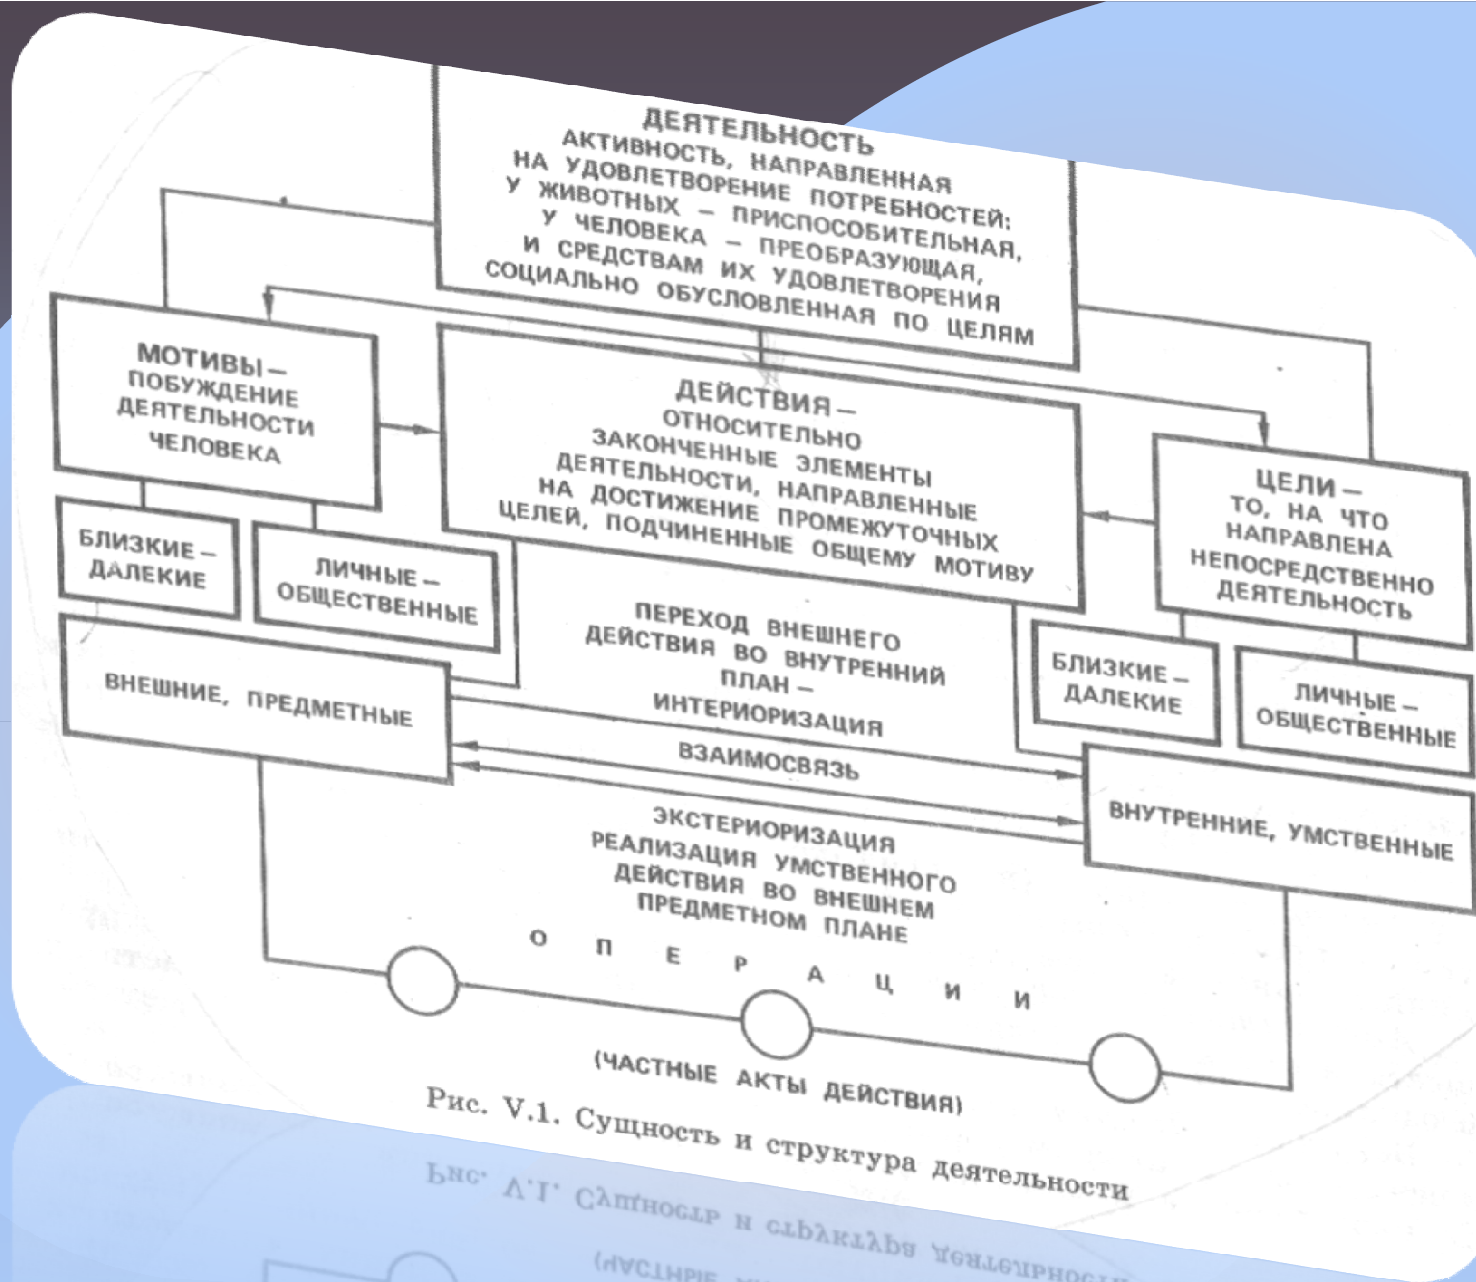 ДЕЯТЕЛЬНОСТЬ
АКТИВНОСТЬ, НАПРАВЛЕННАЯ
НА УДОВЛЕТВОРЕНИЕ ПОТРЕБНОСТЕЙ:
У ЖИВОТНЫХ – ПРИСПОСОБИТЕЛЬНАЯ,
У ЧЕЛОВЕКА – ПРЕОБРАЗУЮЩАЯ,
И СРЕДСТВАМ ИХ УДОВЛЕТВОРЕНИЯ
СОЦИАЛЬНО ОБУСЛОВЛЕННАЯ ПО ЦЕЛЯМ
МОТИВЫ –
ПОБУЖДЕНИЕ
ДЕЯТЕЛЬНОСТИ
ЧЕЛОВЕКА
ДЕЙСТВИЯ –
ОТНОСИТЕЛЬНО
ЗАКОНЧЕННЫЕ ЭЛЕМЕНТЫ
ДЕЯТЕЛЬНОСТИ, НАПРАВЛЕННЫЕ
НА ДОСТИЖЕНИЕ ПРОМЕЖУТОЧНЫХ
ЦЕЛЕЙ, ПОДЧИНЕННЫЕ ОБЩЕМУ МОТИВУ
ЦЕЛИ –
ТО, НА ЧТО
НАПРАВЛЕНА
НЕПОСРЕДСТВЕННО
ДЕЯТЕЛЬНОСТЬ
БЛИЗКИЕ –
ДАЛЕКИЕ
ЛИЧНЫЕ –
ОБЩЕСТВЕННЫЕ
БЛИЗКИЕ –
ДАЛЕКИЕ
ЛИЧНЫЕ –
ОБЩЕСТВЕННЫЕ
ВНЕШНИЕ, ПРЕДМЕТНЫЕ
ПЕРЕХОД ВНЕШНЕГО
ДЕЙСТВИЯ ВО ВНУТРЕННИЙ
ПЛАН –
ИНТЕРИОРИЗАЦИЯ
ВЗАИМОСВЯЗЬ
ВНУТРЕННИЕ, УМСТВЕННЫЕ
ЭКСТЕРИОРИЗАЦИЯ
РЕАЛИЗАЦИЯ УМСТВЕННОГО
ДЕЙСТВИЯ ВО ВНЕШНЕМ
ПРЕДМЕТНОМ ПЛАНЕ
О П Е Р А Ц И И
(ЧАСТНЫЕ АКТЫ ДЕЙСТВИЯ)
Рис. V.1. Сущность и структура деятельности